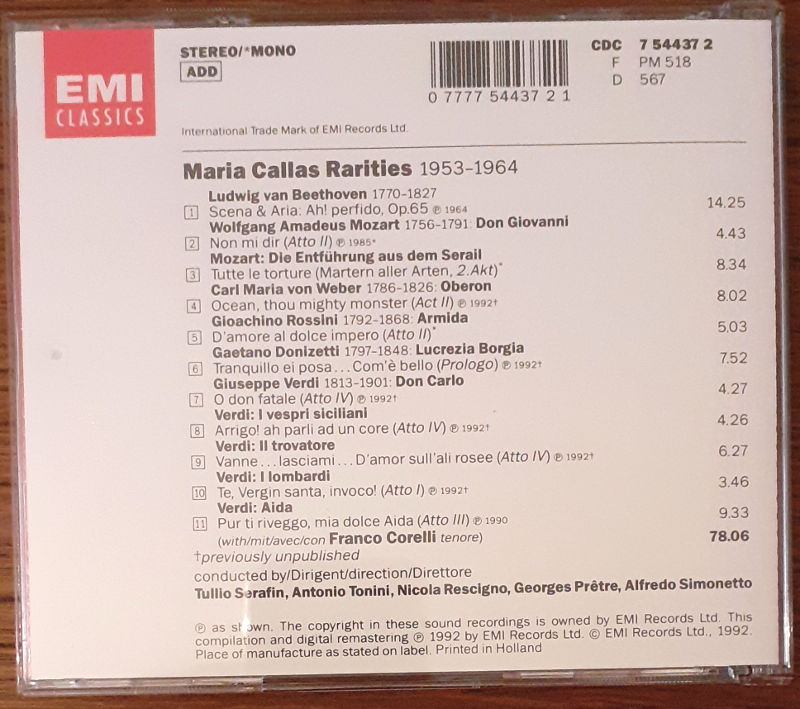 EMI
CLASSICS
STEREO/*MONO
ADD
0 7777 54437 2 1
CDC 7 54437 2
F PM 518
D 567
International Trade Mark of EMI Records Ltd.
Maria Callas Rarities 1953-1964
Ludwig van Beethoven 1770-1827
1 Scena & Aria: Ah! perfido, Op.65 ℗ 1964 14.25
Wolfgang Amadeus Mozart 1756-1791: Don Giovanni
2 Non mi dir (Atto II) ℗ 1985* 4.43
Mozart: Die Entführung aus dem Serail
3 Tutte le torture (Martern aller Arten, 2.Akt)* 8.34
Carl Maria von Weber 1786-1826: Oberon
4 Ocean, thou mighty monster (Act II) ℗ 1992† 8.02
Gioachino Rossini 1792-1868: Armida
5 D'amore al dolce impero (Atto II)* 5.03
Gaetano Donizetti 1797-1848: Lucrezia Borgia
6 Tranquillo ei posa...Com'è bello (Prologo) ℗ 1992† 7.52
Giuseppe Verdi 1813-1901: Don Carlo
7 O don fatale (Atto IV) ℗ 1992† 4.27
Verdi: I vespri siciliani
8 Arrigo! ah parli ad un core (Atto IV) ℗ 1992† 4.26
Verdi: Il trovatore
9 Vanne...lasciami...D'amor sull'ali rosee (Atto IV) ℗ 1992† 6.27
Verdi: I lombardi
10 Te, Vergin santa, invoco! (Atto I) ℗ 1992† 3.46
Verdi: Aida
11 Pur ti riveggo, mia dolce Aida (Atto III) ℗ 1990 9.33
(with/mit/avec/con Franco Corelli tenore) 78.06
†previously unpublished
conducted by/Dirigent/direction/Direttore
Tullio Serafin, Antonio Tonini, Nicola Rescigno, Georges Prêtre, Alfredo Simonetto
℗ as shown. The copyright in these sound recordings is owned by EMI Records Ltd. This
compilation and digital remastering ℗ 1992 by EMI Records Ltd. © EMI Records Ltd., 1992.
Place of manufacture as stated on label. Printed in Holland